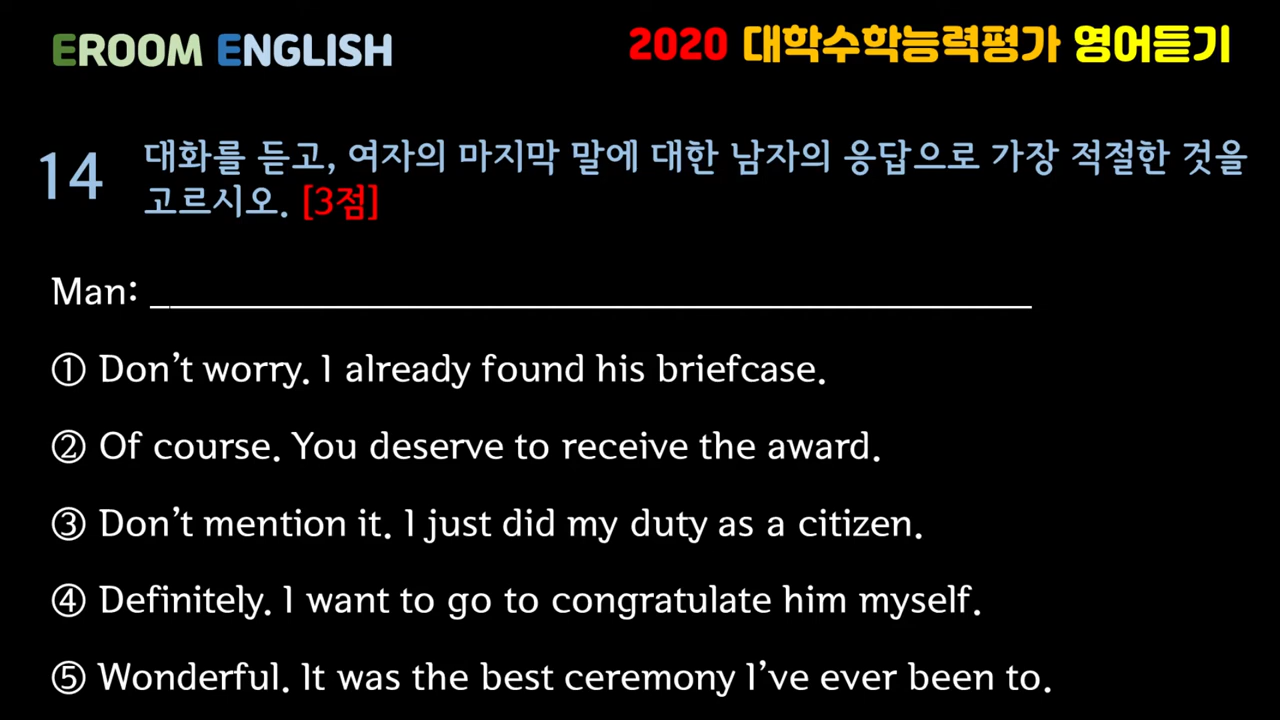 EROOM ENGLISH
2020 대학수학능력평가 영어듣기
14
대화를 듣고, 여자의 마지막 말에 대한 남자의 응답으로 가장 적절한 것을
고르시오. [3점]
Man: ________________________________________
① Don't worry. I already found his briefcase.
② Of course. You deserve to receive the award.
③ Don't mention it. I just did my duty as a citizen.
④ Definitely. I want to go to congratulate him myself.
⑤ Wonderful. It was the best ceremony I've ever been to.